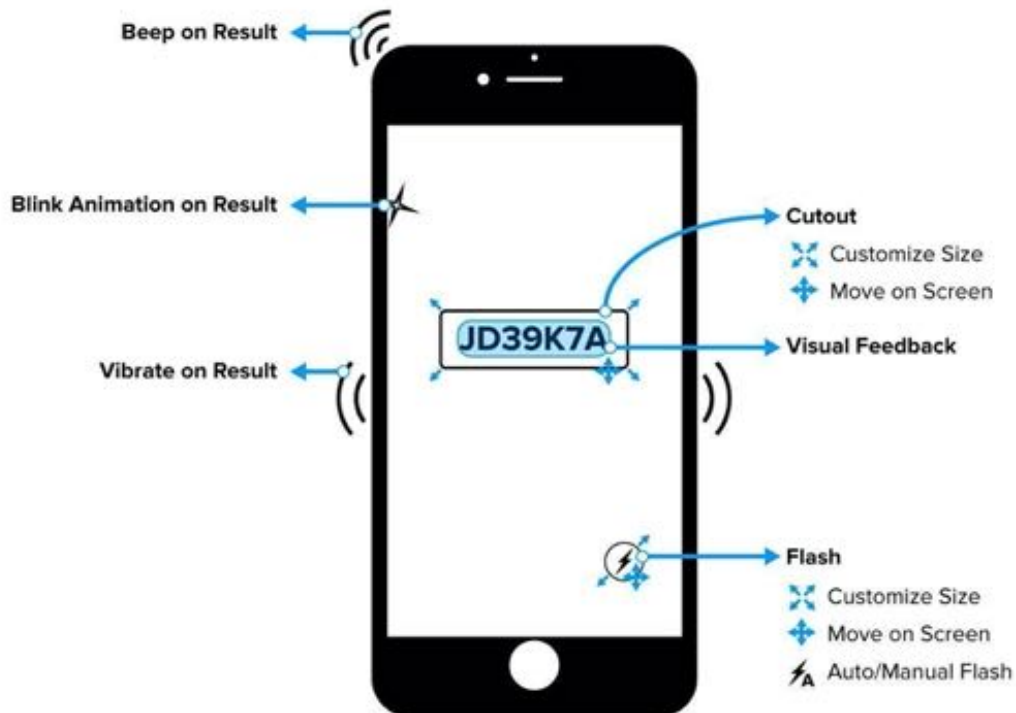 Beep on Result
Blink Animation on Result
Cutout
Customize Size
Move on Screen
JD39K7A
Visual Feedback
Vibrate on Result
Flash
Customize Size
Move on Screen
A Auto/Manual Flash